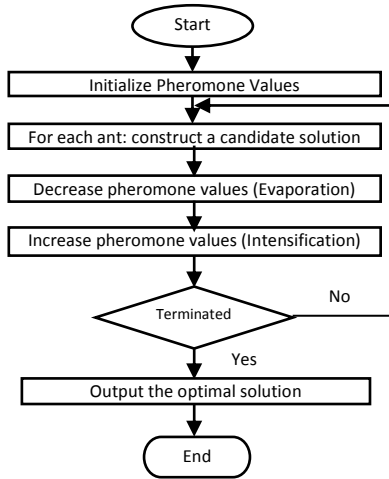 Start
Initialize Pheromone Values
For each ant: construct a candidate solution
Decrease pheromone values (Evaporation)
Increase pheromone values (Intensification)
Terminated
No
Yes
Output the optimal solution
End